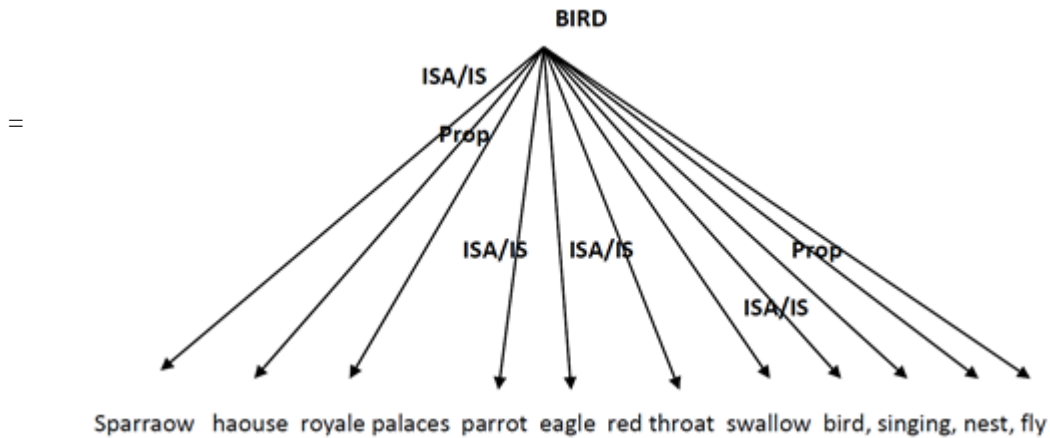 BIRD
ISA/IS
=
Prop
ISA/IS ISA/IS Prop
ISA/IS
Sparraow haouse royale palaces parrot eagle red throat swallow bird, singing, nest, fly